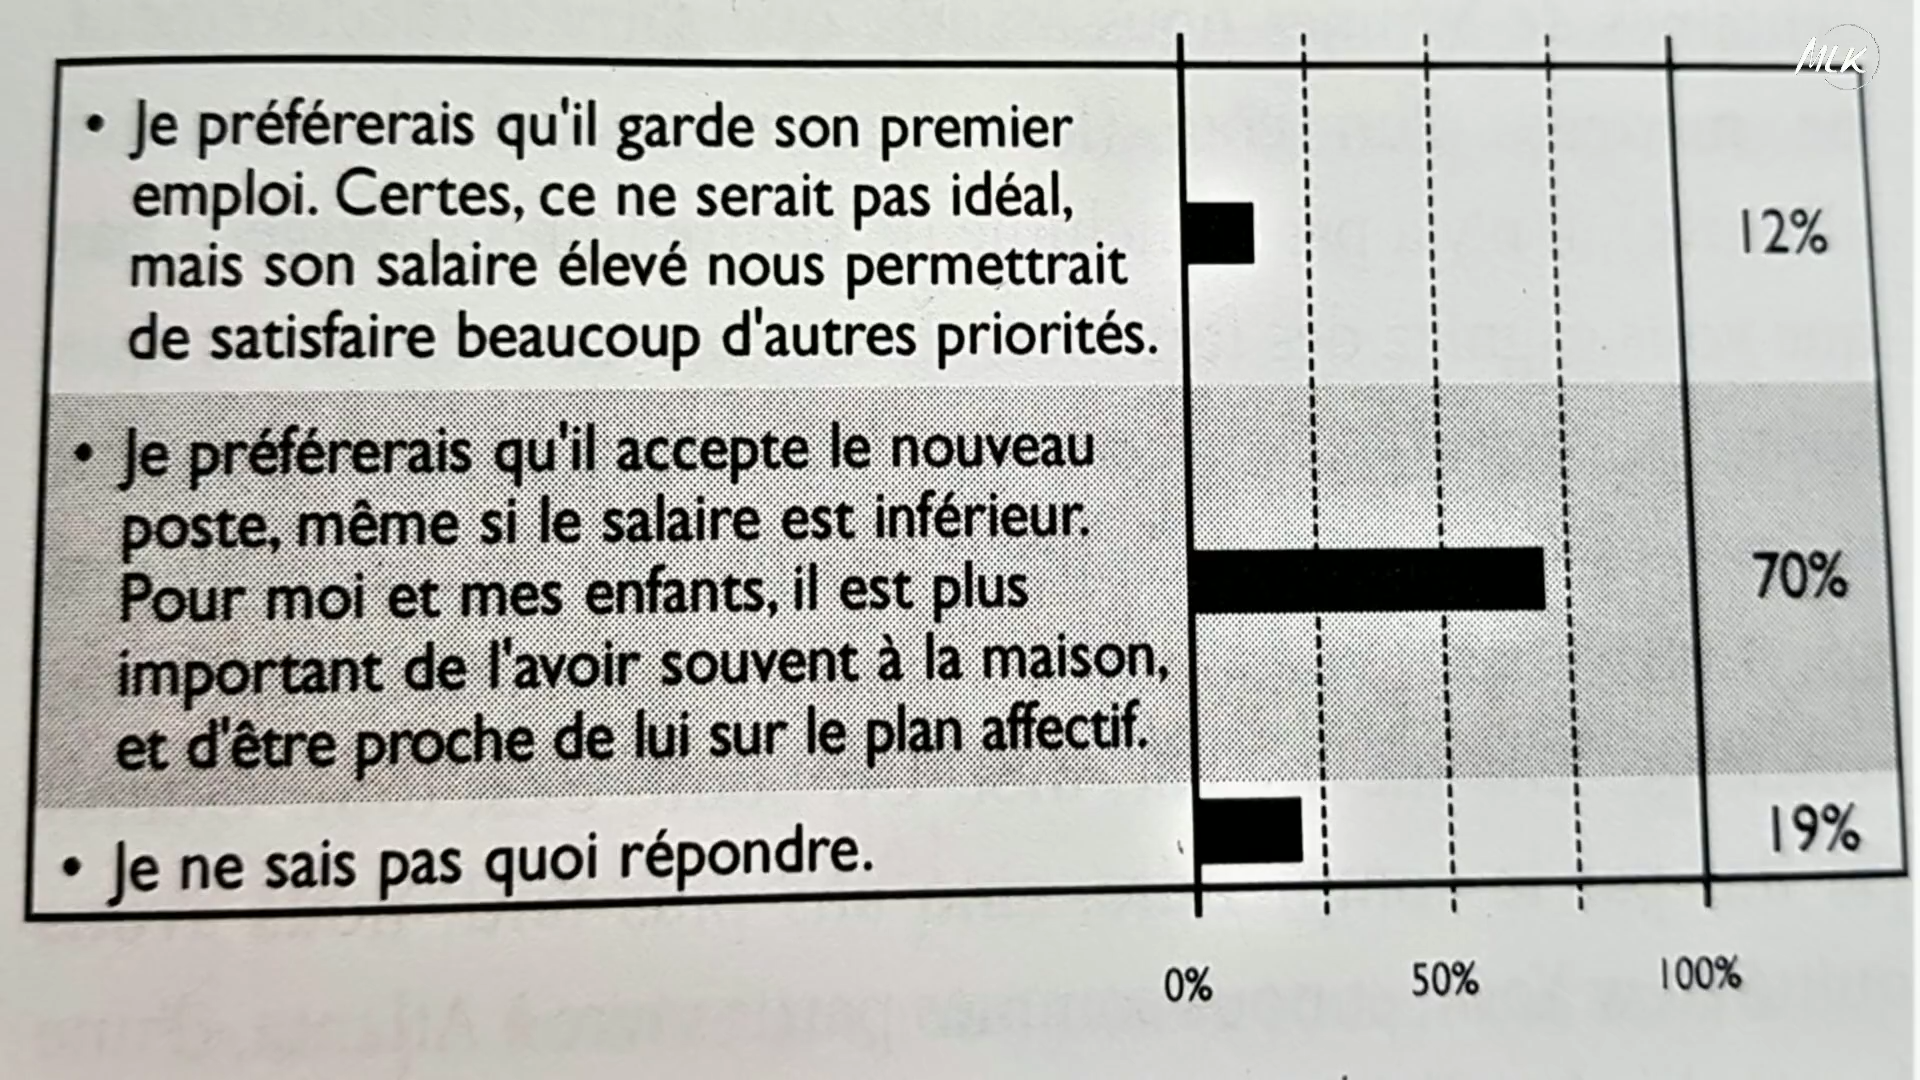 MLK
• Je préférerais qu'il garde son premier
emploi. Certes, ce ne serait pas idéal,
mais son salaire élevé nous permettrait
de satisfaire beaucoup d'autres priorités.
12%
• Je préférerais qu'il accepte le nouveau
poste, même si le salaire est inférieur.
Pour moi et mes enfants, il est plus
important de l'avoir souvent à la maison,
et d'être proche de lui sur le plan affectif.
70%
• Je ne sais pas quoi répondre.
19%
0% 50% 100%